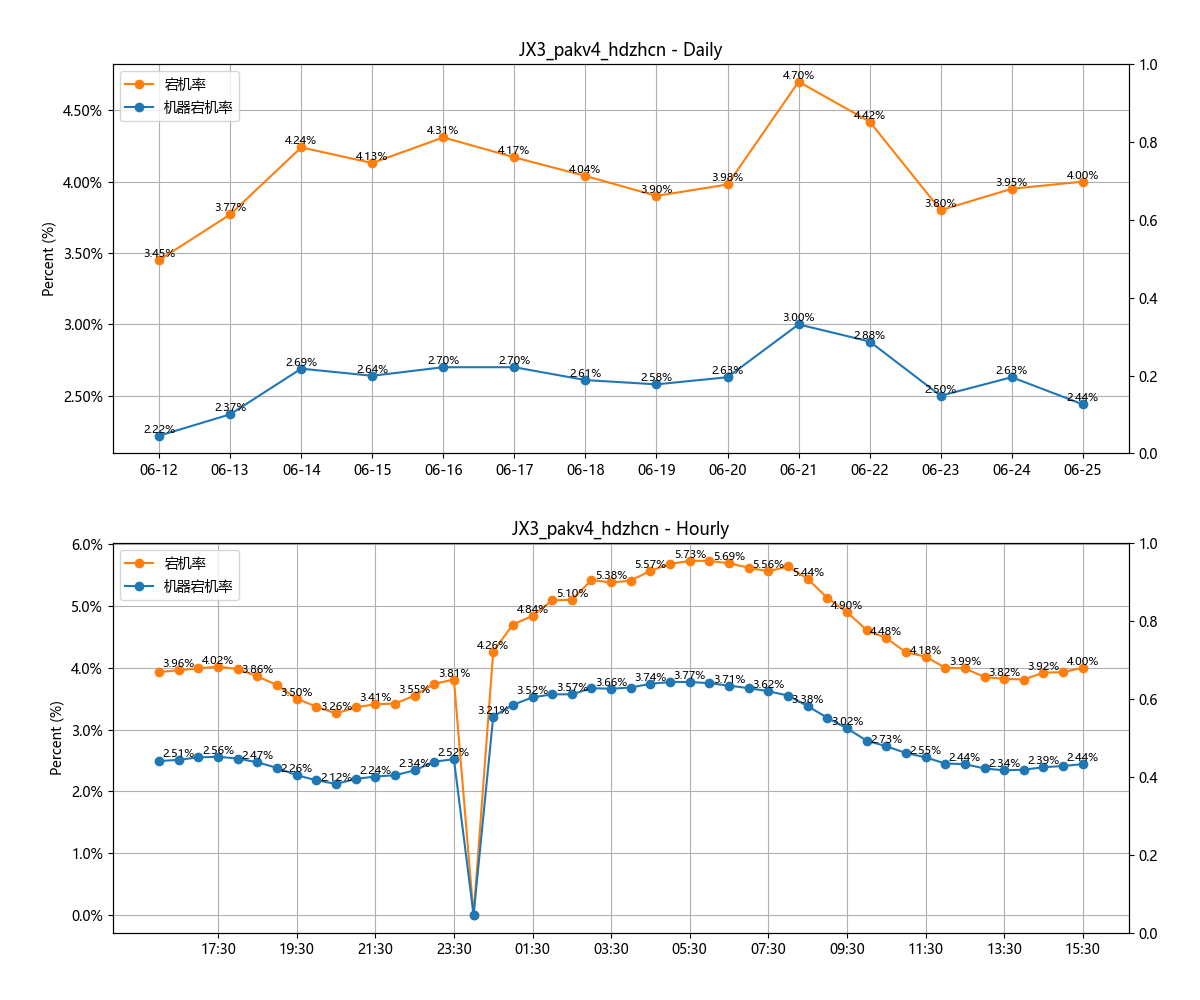 JX3_pakv4_hdzhcn - Daily
宕机率
机器宕机率
Percent (%)
4.50%
4.00%
3.50%
3.00%
2.50%
1.0
0.8
0.6
0.4
0.2
0.0
3.45% 3.77% 4.24% 4.13% 4.31% 4.17% 4.04% 3.90% 3.98% 4.70% 4.42% 3.80% 3.95% 4.00%
2.22% 2.37% 2.69% 2.64% 2.70% 2.70% 2.61% 2.58% 2.63% 3.00% 2.88% 2.50% 2.63% 2.44%
06-12 06-13 06-14 06-15 06-16 06-17 06-18 06-19 06-20 06-21 06-22 06-23 06-24 06-25
JX3_pakv4_hdzhcn - Hourly
宕机率
机器宕机率
Percent (%)
6.0%
5.0%
4.0%
3.0%
2.0%
1.0%
0.0%
1.0
0.8
0.6
0.4
0.2
0.0
3.96% 4.02% 3.86% 3.50% 3.26% 3.41% 3.55% 3.81% 4.26% 4.84% 5.10% 5.38% 5.57% 5.73% 5.69% 5.56% 5.44% 4.90% 4.48% 4.18% 3.99% 3.82% 3.92% 4.00%
2.51% 2.56% 2.47% 2.26% 2.12% 2.24% 2.34% 2.52% 3.21% 3.52% 3.57% 3.66% 3.74% 3.77% 3.71% 3.62% 3.38% 3.02% 2.73% 2.55% 2.44% 2.34% 2.39% 2.44%
17:30 19:30 21:30 23:30 01:30 03:30 05:30 07:30 09:30 11:30 13:30 15:30